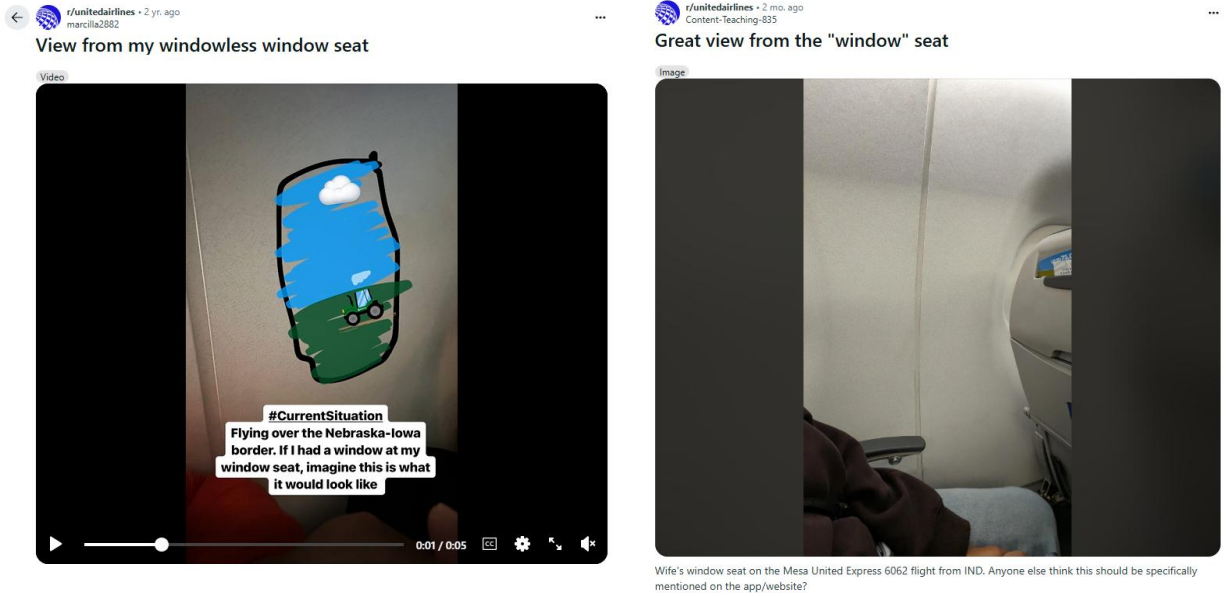 r/unitedairlines • 2 yr. ago
marcilla2882
View from my windowless window seat
Video
#CurrentSituation
Flying over the Nebraska-Iowa
border. If I had a window at my
window seat, imagine this is what
it would look like
0:01 / 0:05
CC
r/unitedairlines • 2 mo. ago
Content-Teaching-835
Great view from the "window" seat
Image
Wife's window seat on the Mesa United Express 6062 flight from IND. Anyone else think this should be specifically
mentioned on the app/website?